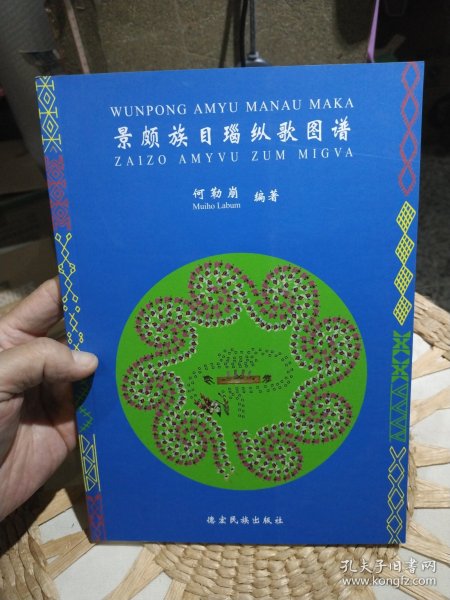 WUNPONG AMYU MANAU MAKA
景颇族目瑙纵歌图谱
ZAIZO AMYVU ZUM MIGVA
何勒崩 编著
Muiho Labum
德宏民族出版社
孔夫子旧书网
www.kongfz.com